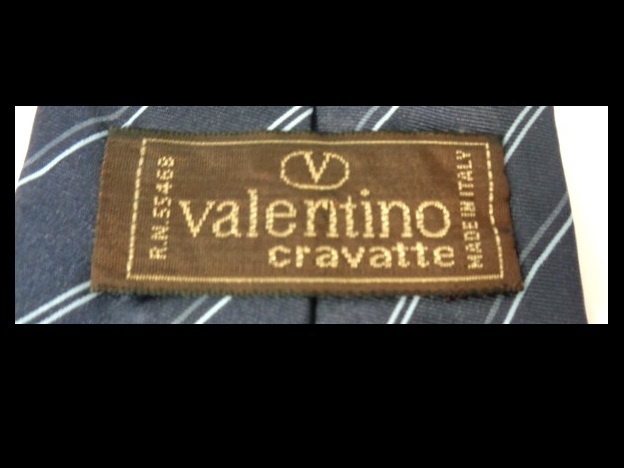 R.N. 55468
V
valentino
cravatte
MADE IN ITALY